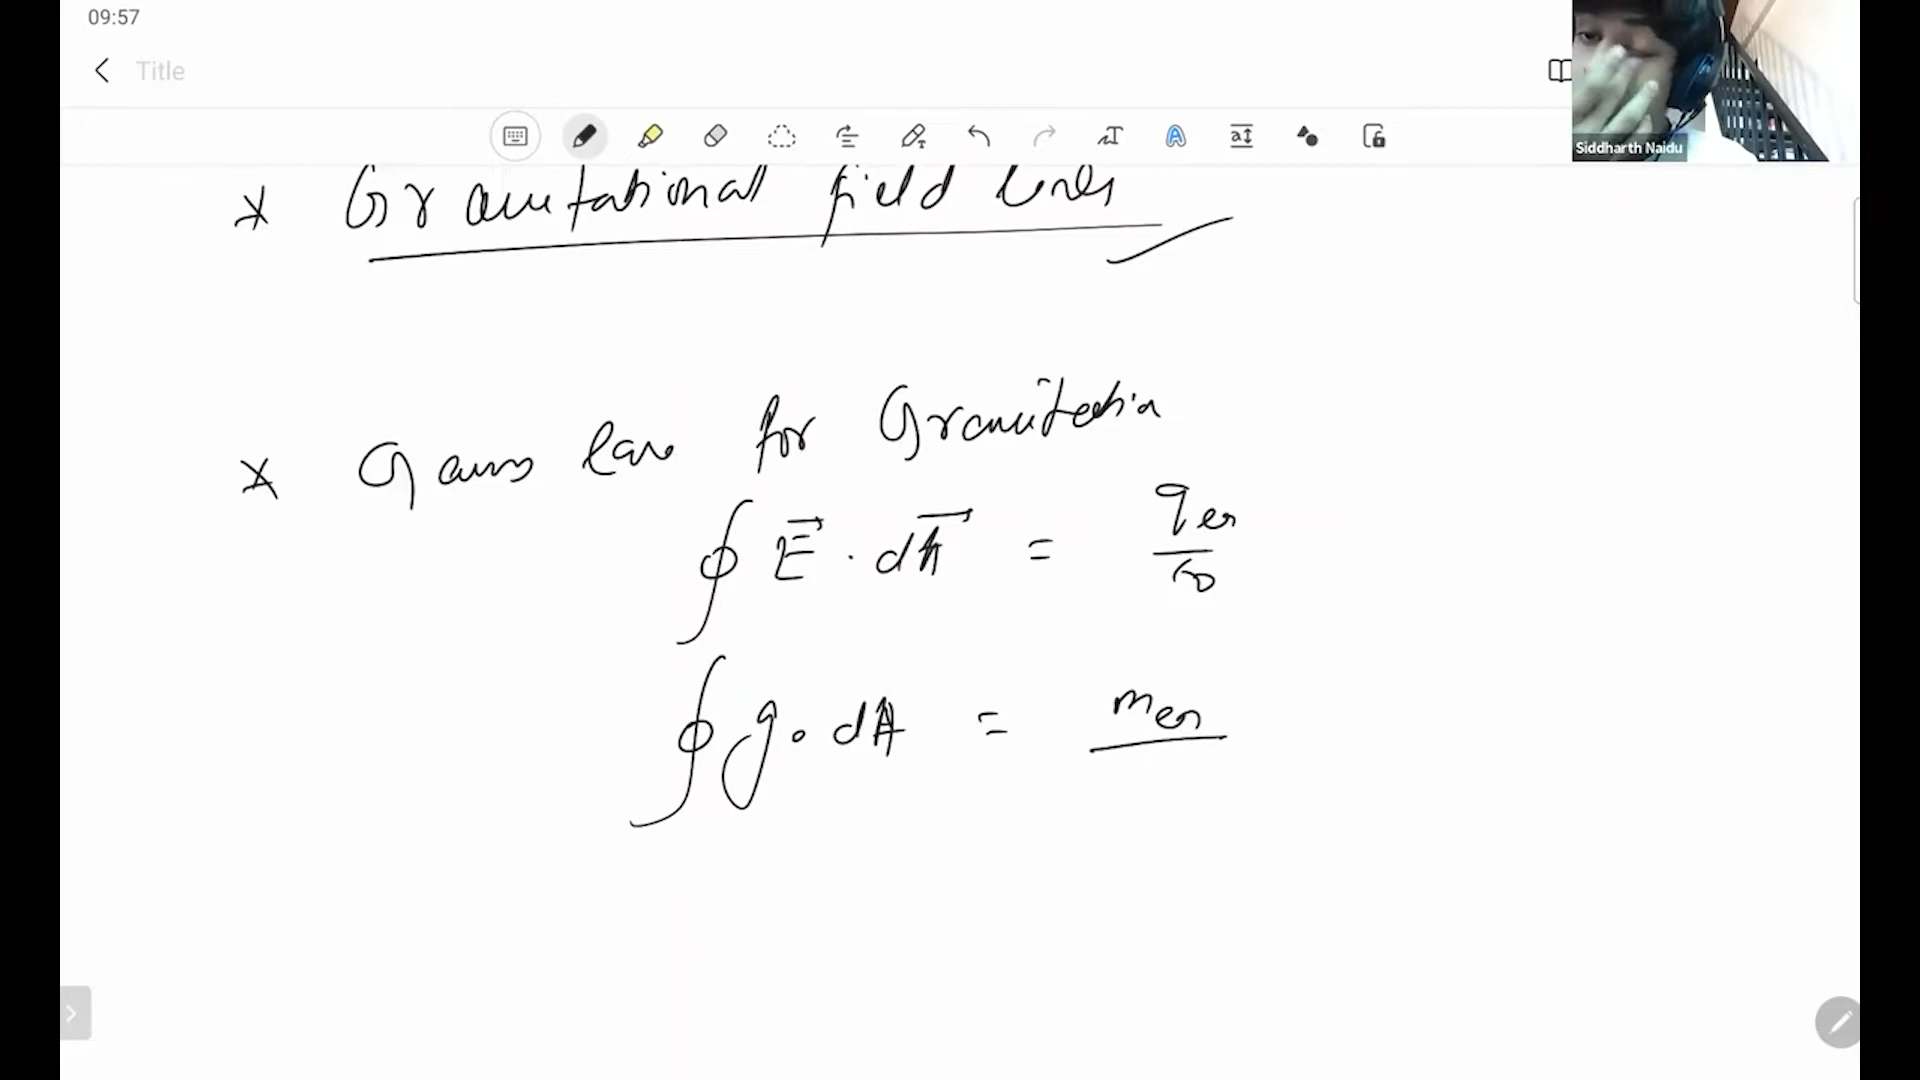 09:57
Title
Siddharth Naidu
* Gravitational field lines
* Gauss law for Gravitation
∮ E⃗ · dA⃗ = q_en / ε0
∮ g · dA = m_en